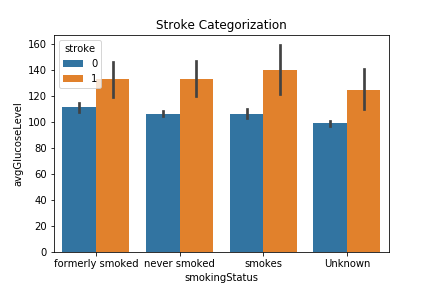 Stroke Categorization
avgGlucoseLevel
160
140
120
100
80
60
40
20
0
stroke
0
1
formerly smoked never smoked smokes Unknown
smokingStatus